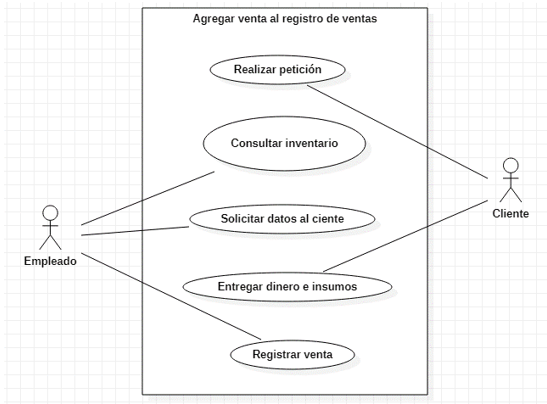 Agregar venta al registro de ventas
Realizar petición
Consultar inventario
Cliente
Solicitar datos al ciente
Empleado
Entregar dinero e insumos
Registrar venta